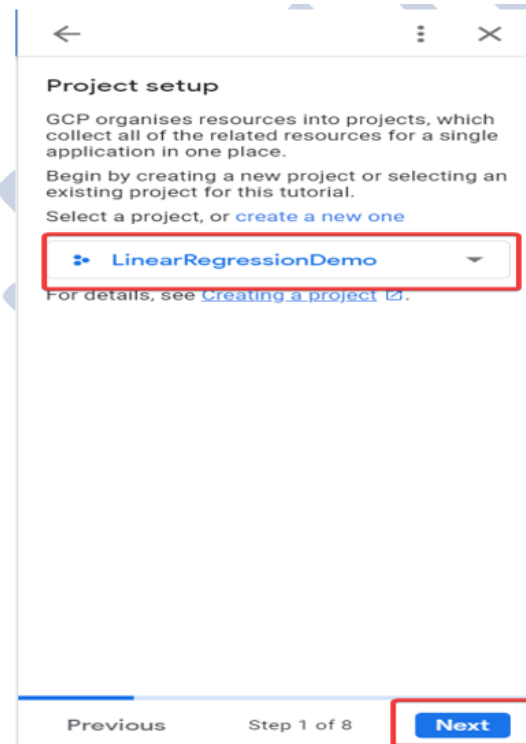 Project setup
GCP organises resources into projects, which
collect all of the related resources for a single
application in one place.
Begin by creating a new project or selecting an
existing project for this tutorial.
Select a project, or create a new one
LinearRegressionDemo
For details, see Creating a project.
Previous Step 1 of 8 Next